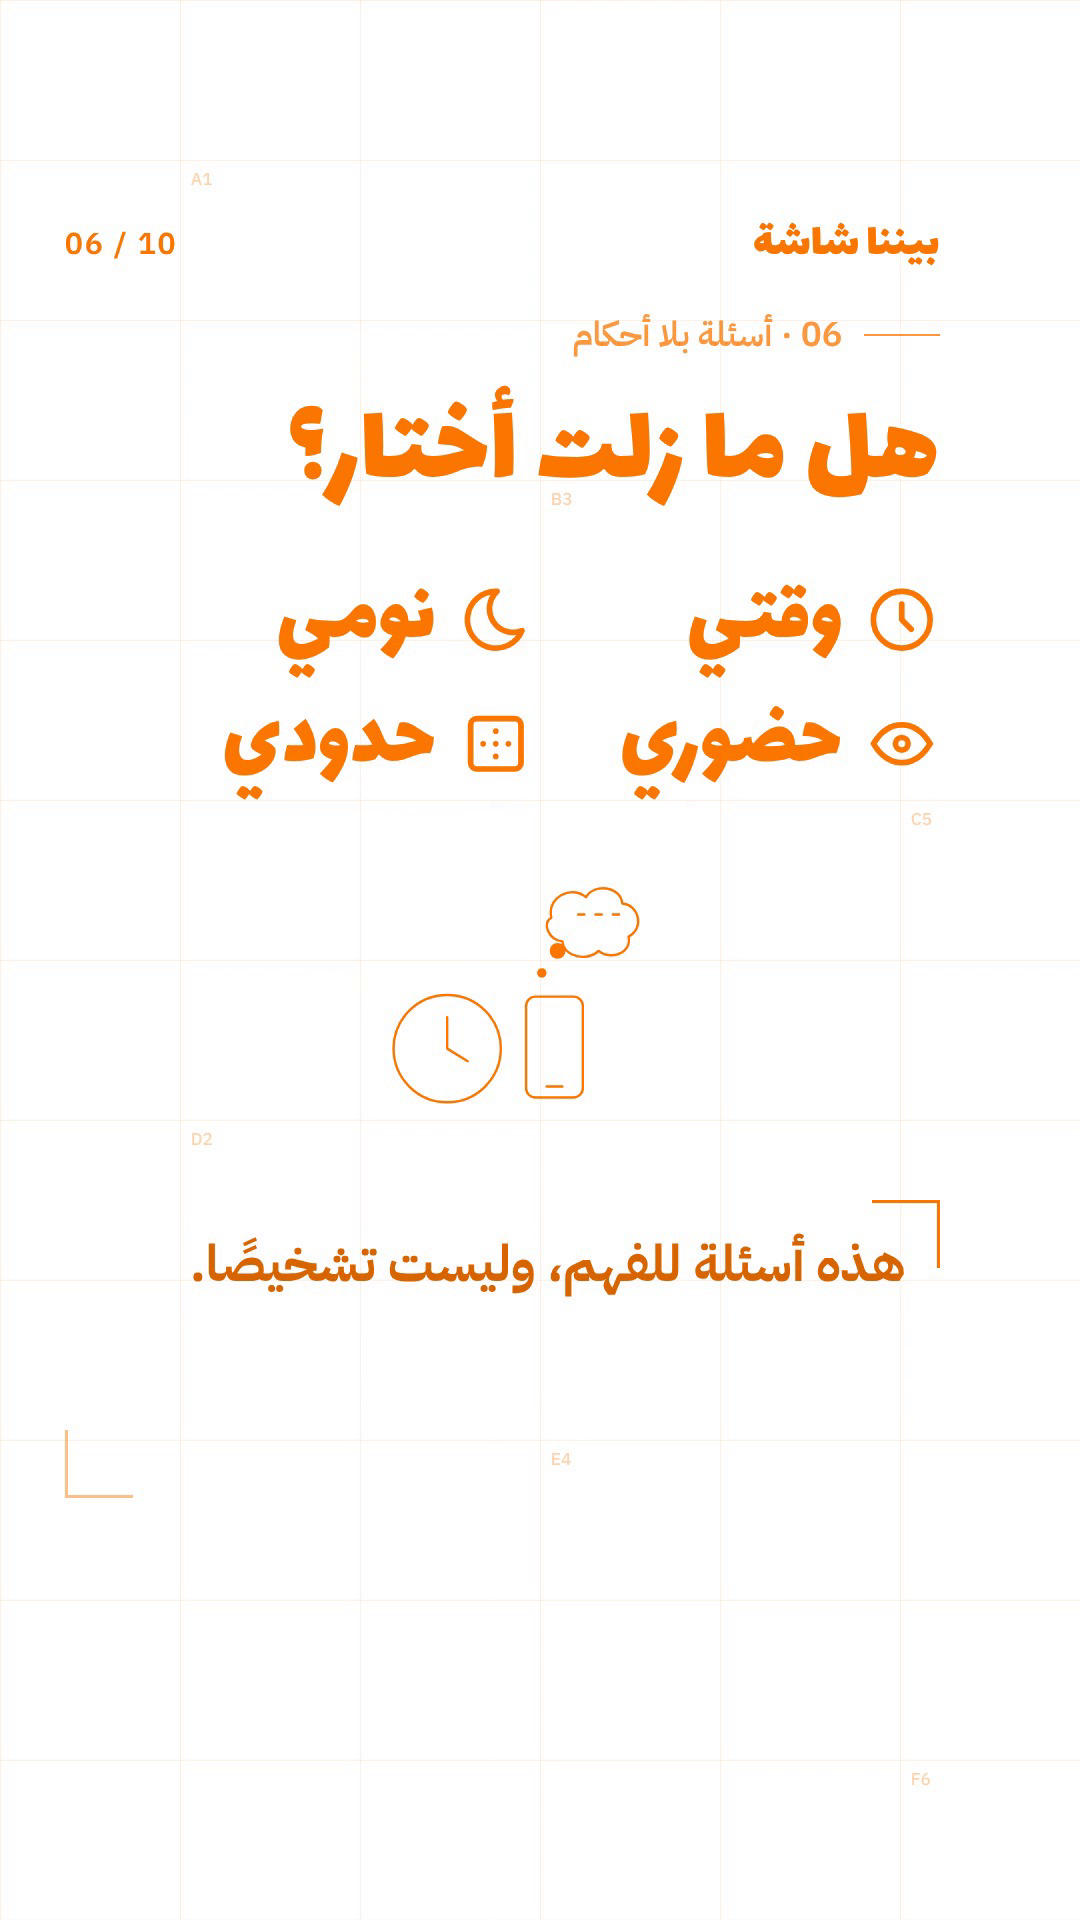 A1
بيننا شاشة
06 / 10
06 · أسئلة بلا أحكام
هل ما زلت أختار؟
B3
وقتي
نومي
حضوري
حدودي
C5
D2
هذه أسئلة للفهم، وليست تشخيصًا.
E4
F6